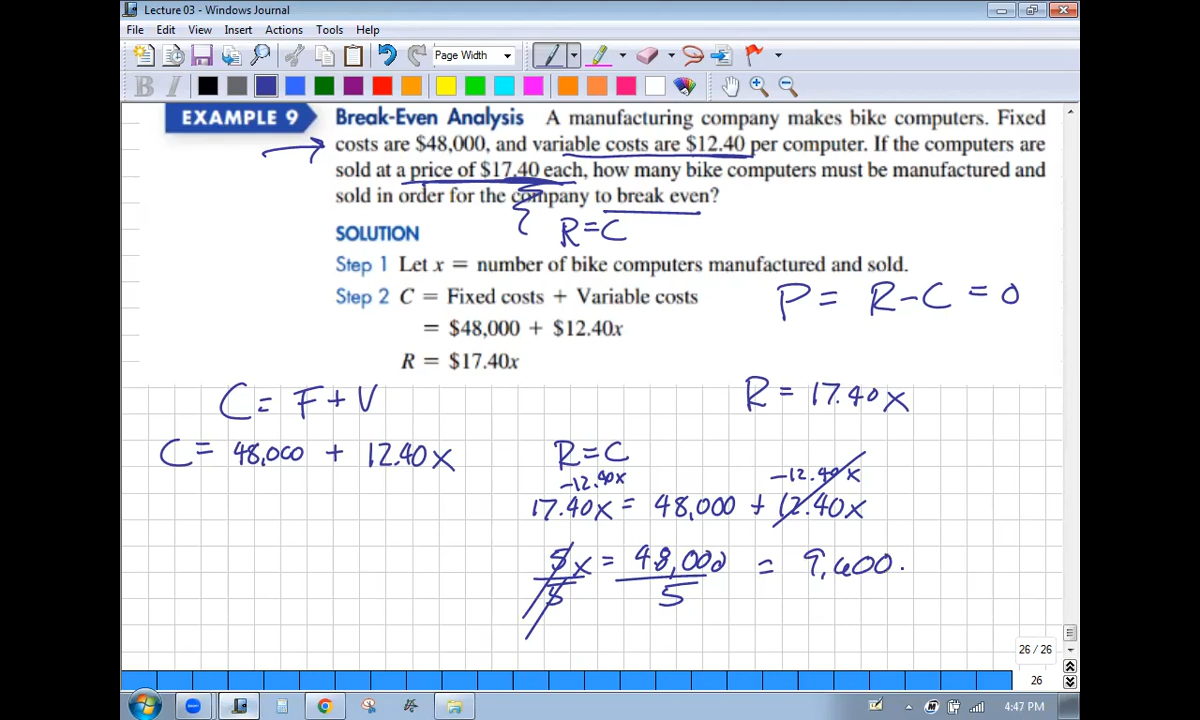 Lecture 03 - Windows Journal
File Edit View Insert Actions Tools Help
Page Width
B I
EXAMPLE 9 Break-Even Analysis A manufacturing company makes bike computers. Fixed
costs are $48,000, and variable costs are $12.40 per computer. If the computers are
sold at a price of $17.40 each, how many bike computers must be manufactured and
sold in order for the company to break even?
R=C
SOLUTION
Step 1 Let x = number of bike computers manufactured and sold.
Step 2 C = Fixed costs + Variable costs
P = R-C = 0
= $48,000 + $12.40x
R = $17.40x
C = F + V
R = 17.40x
C = 48,000 + 12.40x
R=C
-12.40x -12.40x
17.40x = 48,000 + 12.40x
5x = 48,000 = 9,600.
5 5
26 / 26
26
4:47 PM